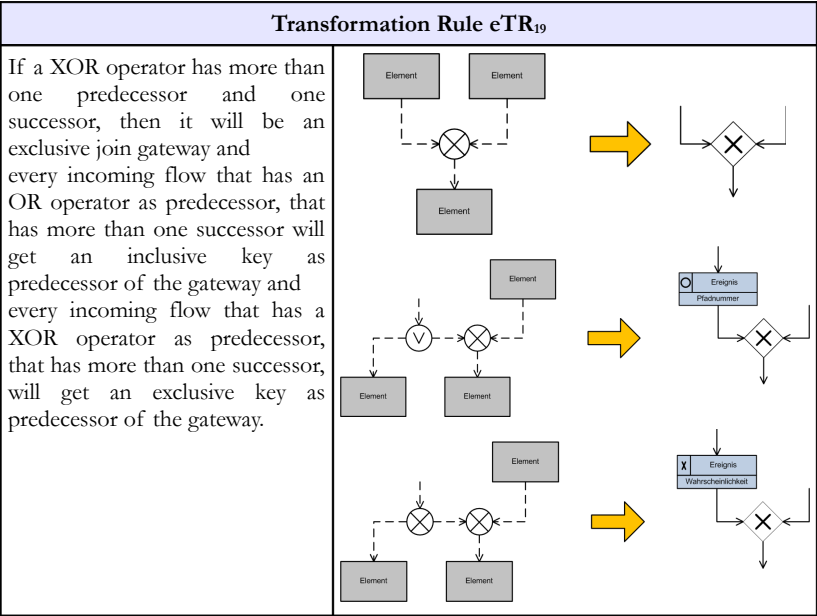 Transformation Rule eTR19
If a XOR operator has more than
one predecessor and one
successor, then it will be an
exclusive join gateway and
every incoming flow that has an
OR operator as predecessor, that
has more than one successor will
get an inclusive key as
predecessor of the gateway and
every incoming flow that has a
XOR operator as predecessor,
that has more than one successor,
will get an exclusive key as
predecessor of the gateway.
Element
Element
Element
Element
V
Element
Element
Ereignis
Pfadnummer
Element
Element
Element
X
Ereignis
Wahrscheinlichkeit